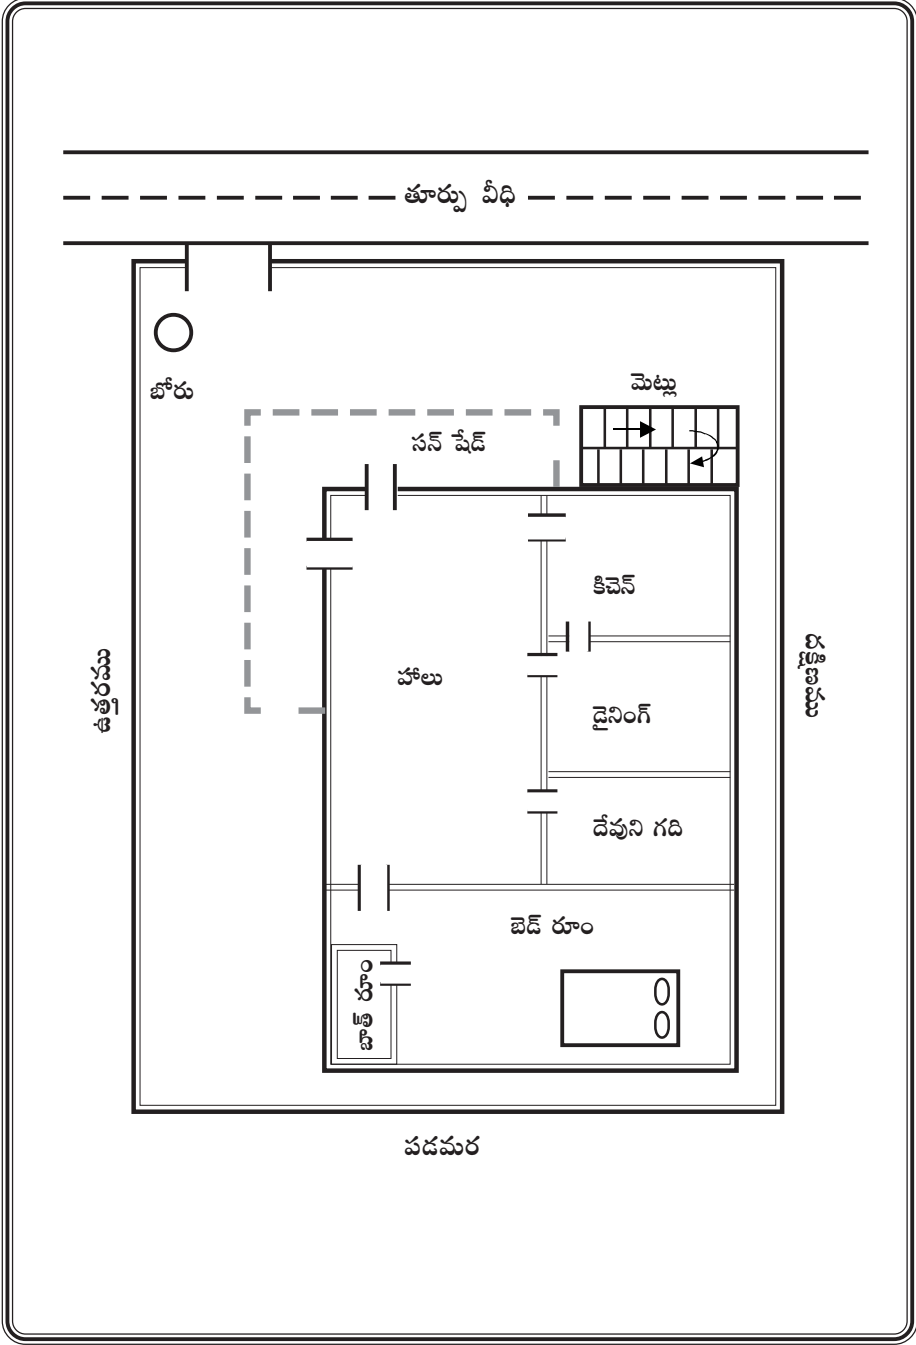 తూర్పు వీధి
బోరు
మెట్లు
సన్ షేడ్
కిచెన్
హాలు
ఉత్తరము
దక్షిణము
డైనింగ్
దేవుని గది
బెడ్ రూం
బాత్ రూం
పడమర